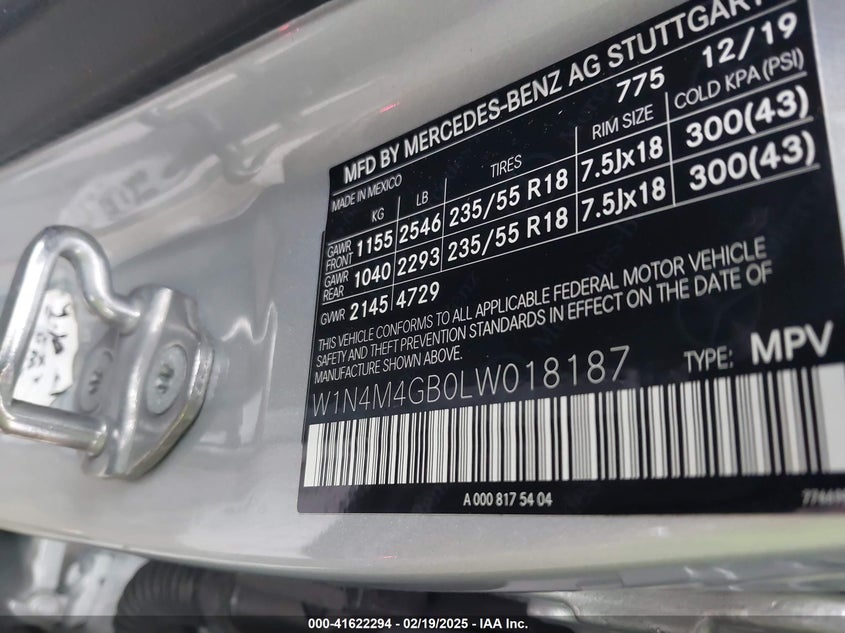 MFD BY MERCEDES-BENZ AG STUTTGART
MADE IN MEXICO 775 12/19
KG LB TIRES RIM SIZE COLD KPA (PSI)
GAWR FRONT 1155 2546 235/55 R18 7.5Jx18 300(43)
GAWR REAR 1040 2293 235/55 R18 7.5Jx18 300(43)
GVWR 2145 4729
THIS VEHICLE CONFORMS TO ALL APPLICABLE FEDERAL MOTOR VEHICLE
SAFETY AND THEFT PREVENTION STANDARDS IN EFFECT ON THE DATE OF
MANUFACTURE SHOWN ABOVE.
W1N4M4GB0LW018187 TYPE: MPV
A 000 817 54 04
000-41622294 - 02/19/2025 - IAA Inc.